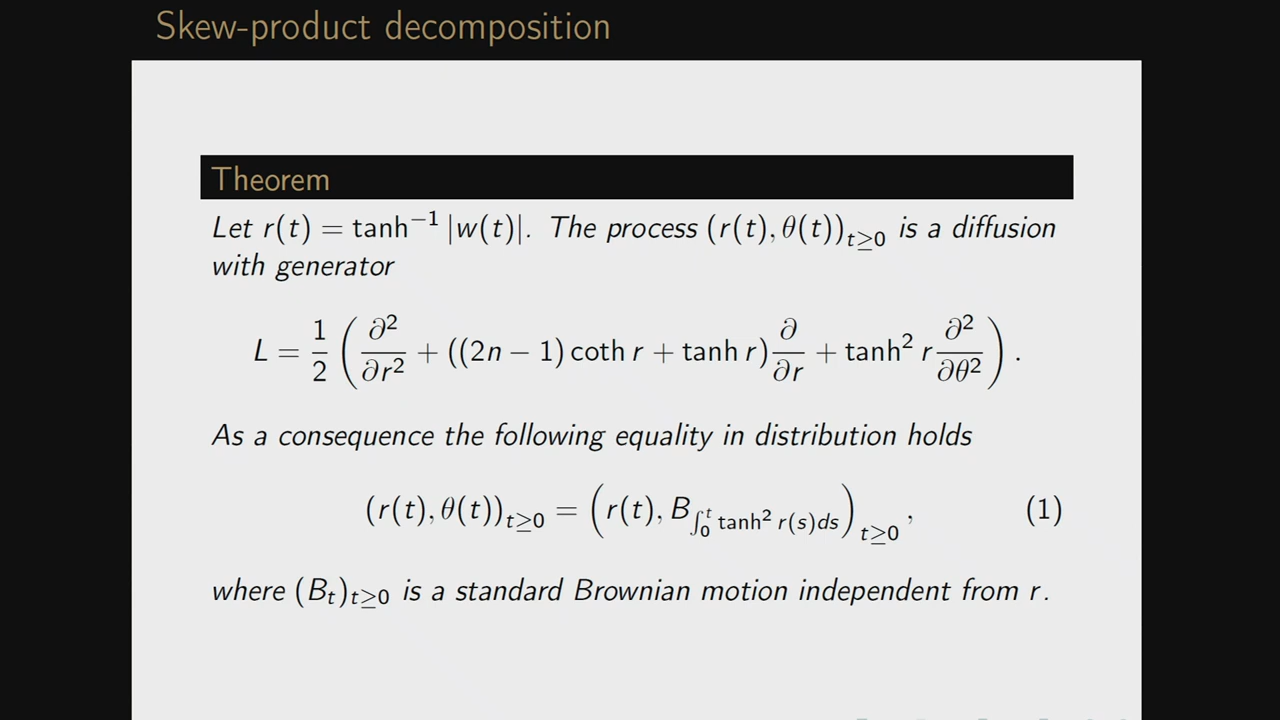 Skew-product decomposition
Theorem
Let r(t) = tanh⁻¹ |w(t)|. The process (r(t), θ(t))ₜ≥₀ is a diffusion
with generator
L = 1/2 ( ∂²/∂r² + ((2n − 1) coth r + tanh r) ∂/∂r + tanh² r ∂²/∂θ² ) .
As a consequence the following equality in distribution holds
(r(t), θ(t))ₜ≥₀ = ( r(t), B_{∫₀ᵗ tanh² r(s)ds} )ₜ≥₀ , (1)
where (Bₜ)ₜ≥₀ is a standard Brownian motion independent from r.